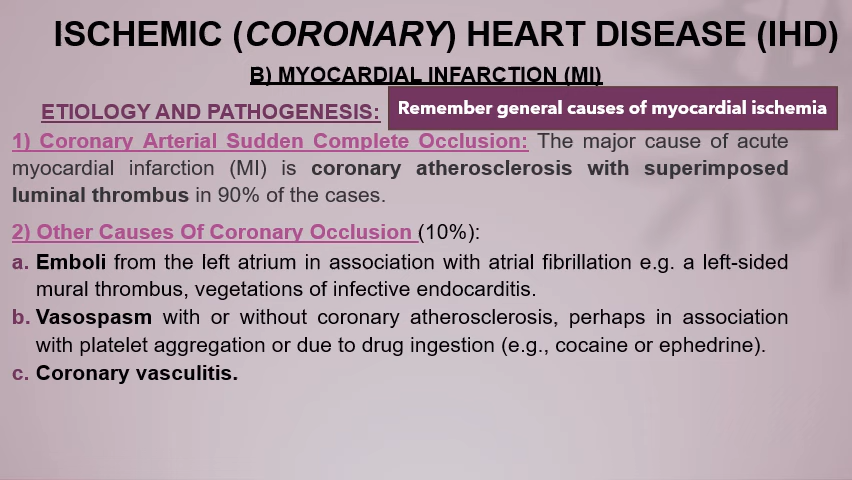 ISCHEMIC (CORONARY) HEART DISEASE (IHD)
B) MYOCARDIAL INFARCTION (MI)
ETIOLOGY AND PATHOGENESIS:
Remember general causes of myocardial ischemia
1) Coronary Arterial Sudden Complete Occlusion: The major cause of acute
myocardial infarction (MI) is coronary atherosclerosis with superimposed
luminal thrombus in 90% of the cases.
2) Other Causes Of Coronary Occlusion (10%):
a. Emboli from the left atrium in association with atrial fibrillation e.g. a left-sided
mural thrombus, vegetations of infective endocarditis.
b. Vasospasm with or without coronary atherosclerosis, perhaps in association
with platelet aggregation or due to drug ingestion (e.g., cocaine or ephedrine).
c. Coronary vasculitis.